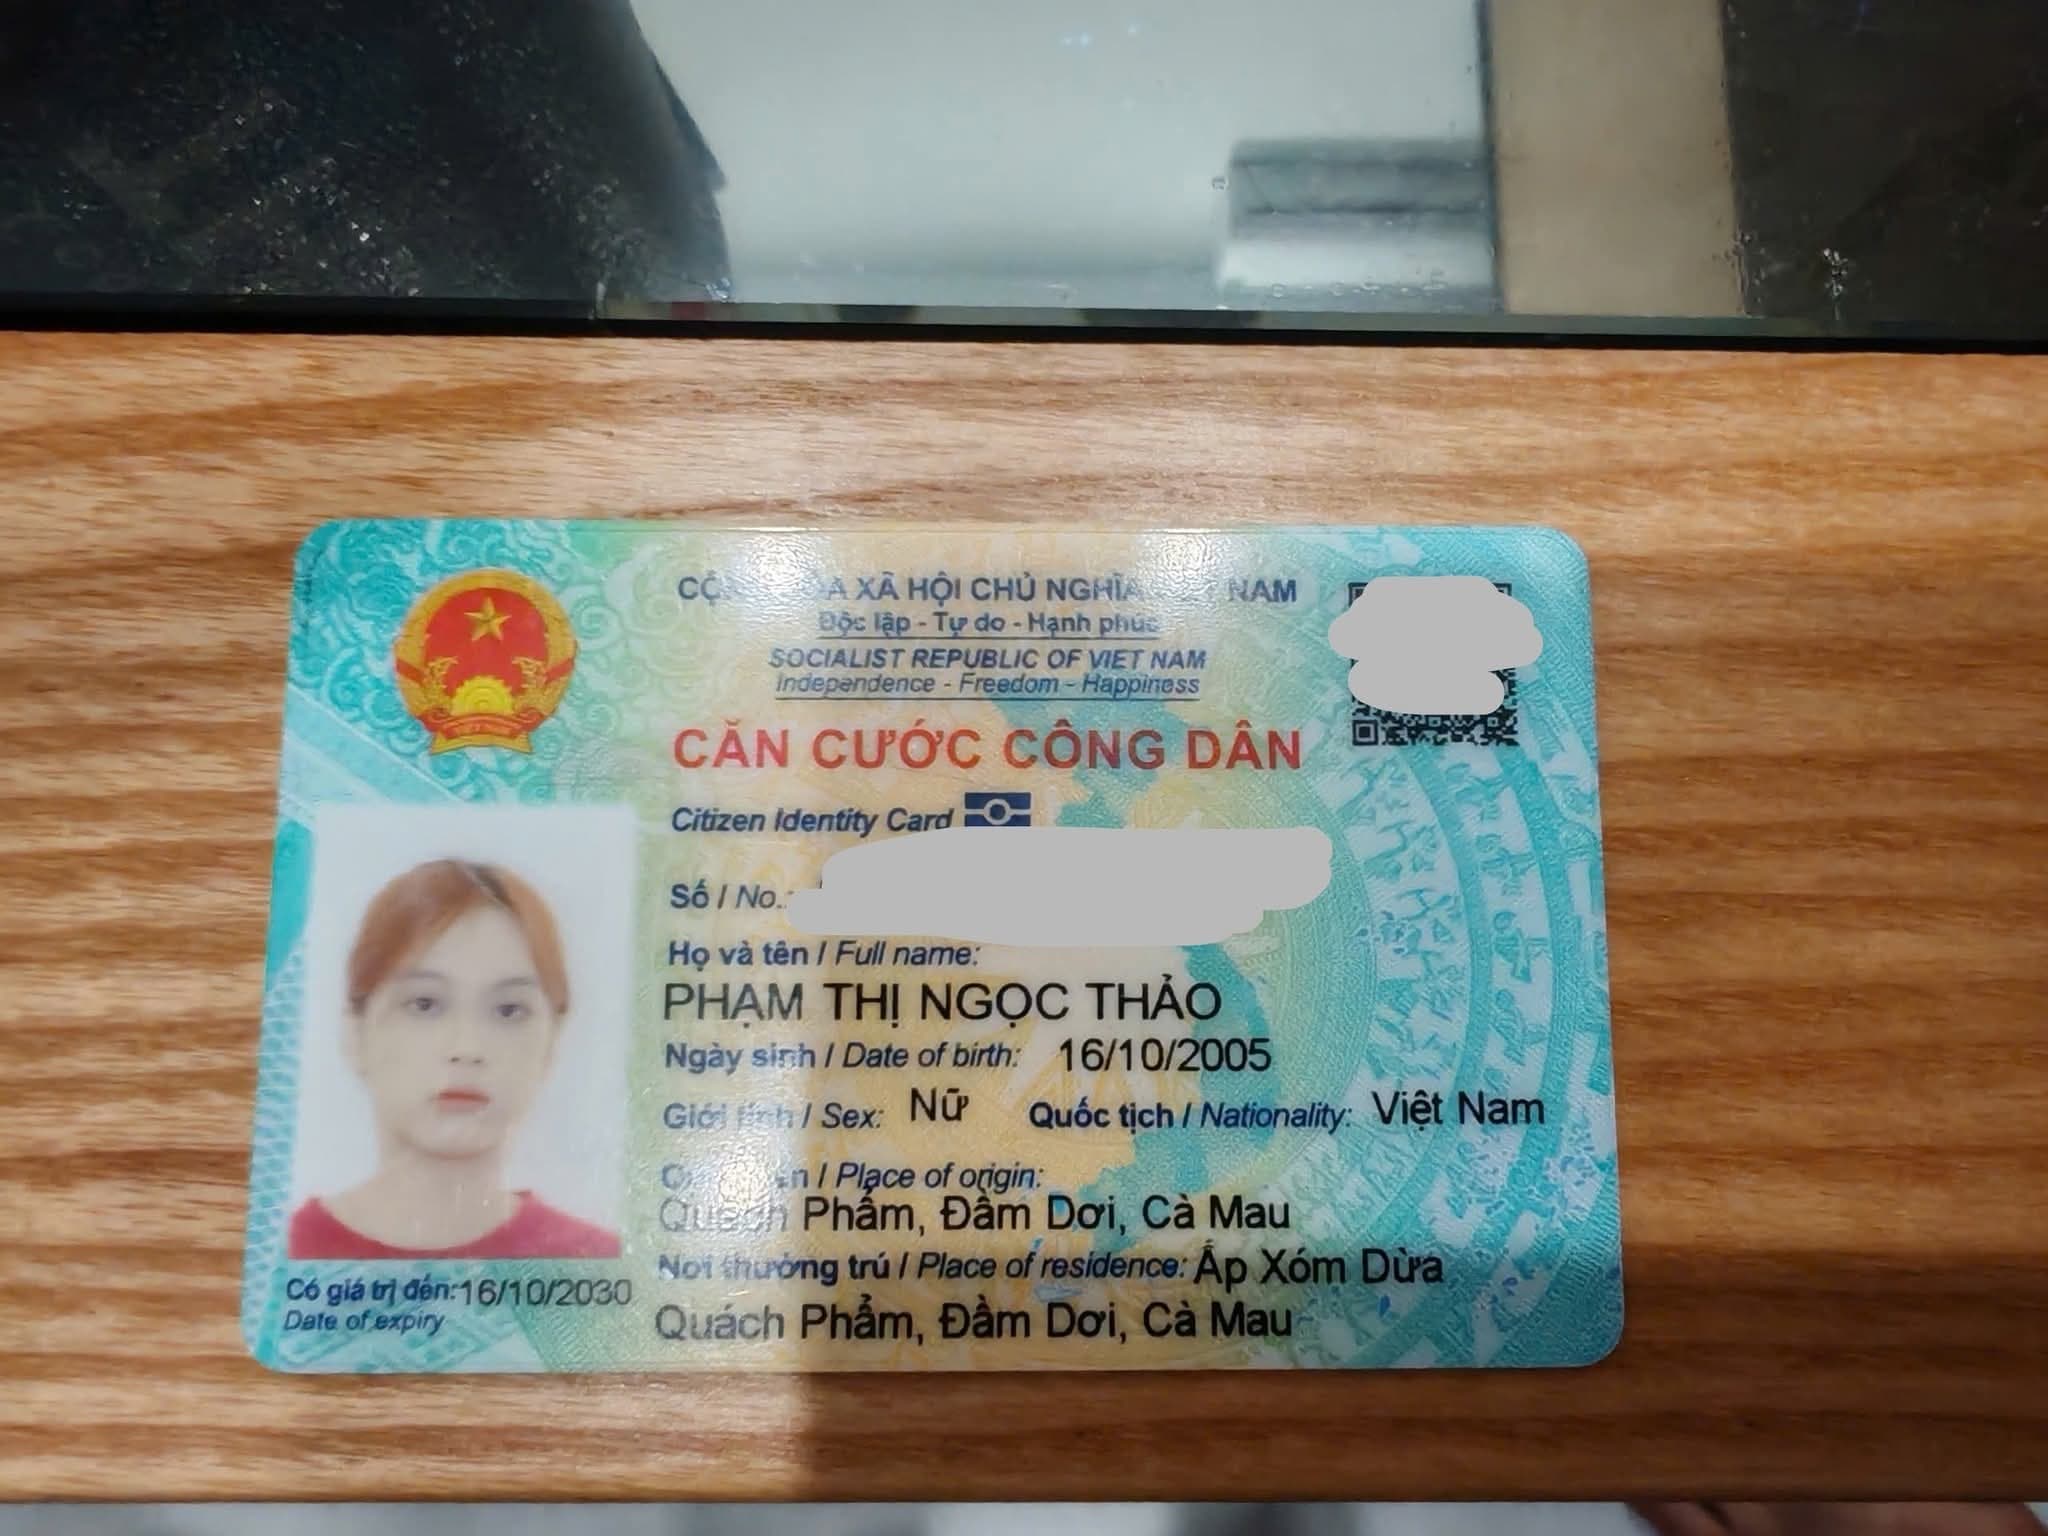 XÃ HỘI CHỦ NGHĨA NAM
Độc lập - Tự do - Hạnh phúc
SOCIALIST REPUBLIC OF VIET NAM
Independence - Freedom - Happiness
CĂN CƯỚC CÔNG DÂN
Citizen Identity Card
Số / No.:
Họ và tên / Full name:
PHẠM THỊ NGỌC THẢO
Ngày sinh / Date of birth: 16/10/2005
Giới tính / Sex: Nữ Quốc tịch / Nationality: Việt Nam
/ Place of origin:
Quách Phẩm, Đầm Dơi, Cà Mau
Nơi thường trú / Place of residence: Ấp Xóm Dừa
Quách Phẩm, Đầm Dơi, Cà Mau
Có giá trị đến: 16/10/2030
Date of expiry